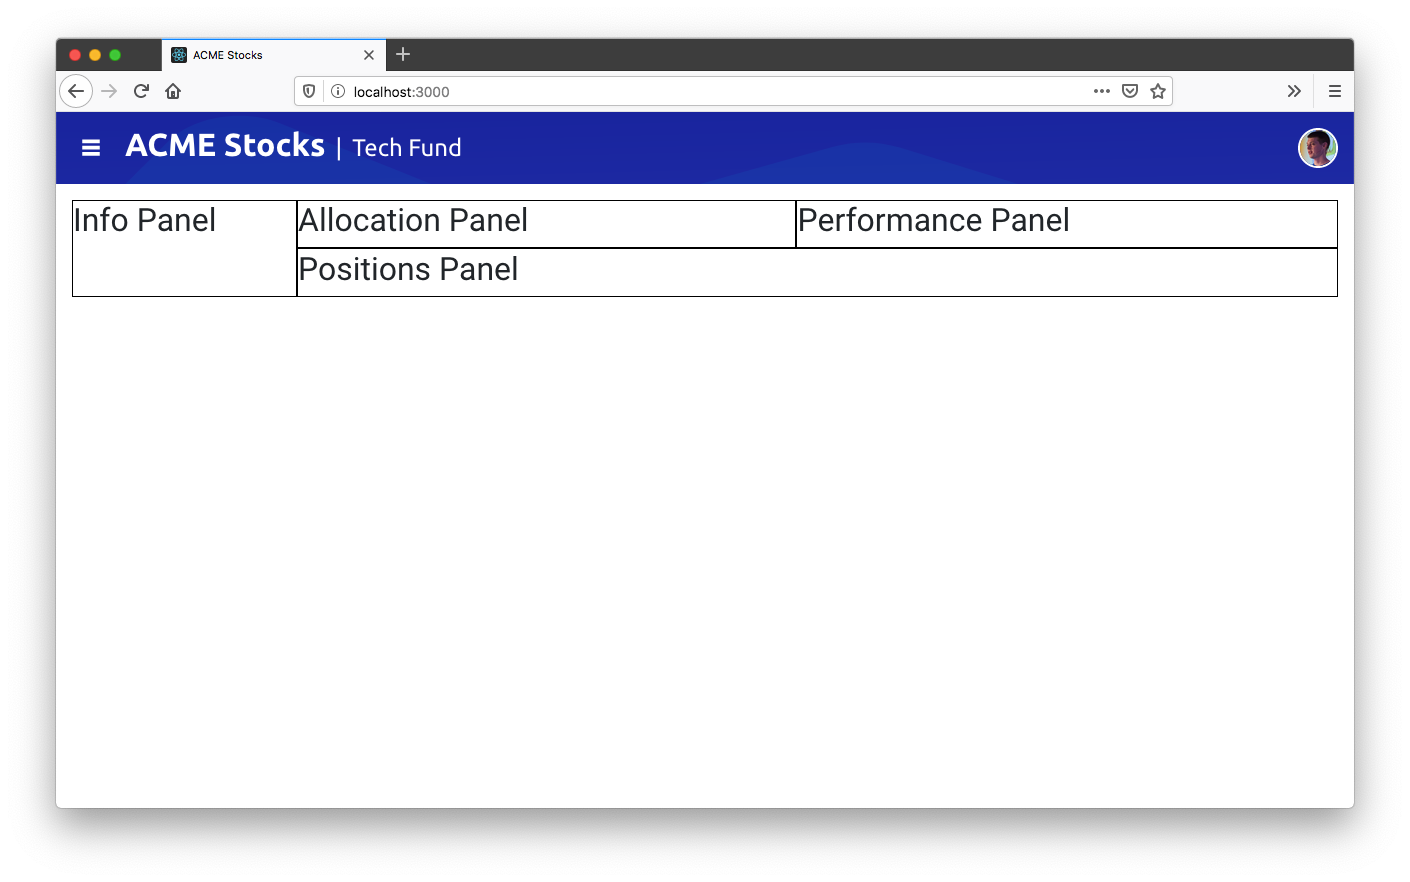 ACME Stocks
localhost:3000
ACME Stocks | Tech Fund
Info Panel
Allocation Panel
Performance Panel
Positions Panel